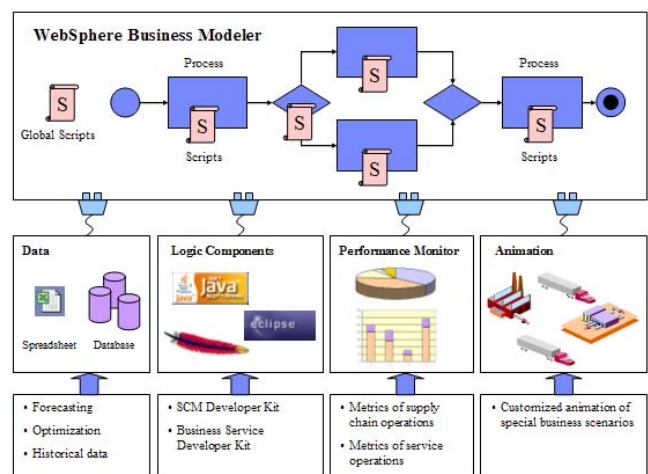 WebSphere Business Modeler
Process
Process
S
S
S
S
S
S
Global Scripts
Scripts
Scripts
Data
Logic Components
Performance Monitor
Animation
Java
Java
eclipse
Spreadsheet
Database
• Forecasting
• Optimization
• Historical data
• SCM Developer Kit
• Business Service
Developer Kit
• Metrics of supply
chain operations
• Metrics of service
operations
• Customized animation of
special business scenarios